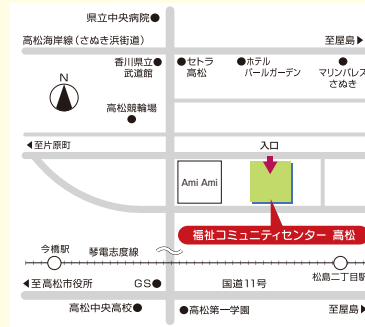 県立中央病院●
高松海岸線(さぬき浜街道)
至屋島▶
香川県立●
武道館
●セトラ
高松
●ホテル
パールガーデン
マリンパレス
さぬき
N
高松競輪場
◀至片原町
入口
Ami Ami
福祉コミュニティセンター 高松
今橋駅
琴電志度線
松島二丁目駅
◀至高松市役所
GS●
国道11号
高松中央高校●
●高松第一学園
至屋島▶